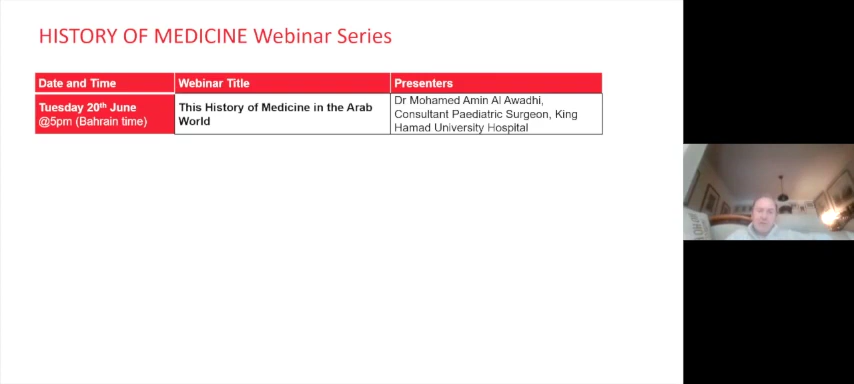 HISTORY OF MEDICINE Webinar Series
Date and Time
Webinar Title
Presenters
Tuesday 20th June
@5pm (Bahrain time)
This History of Medicine in the Arab
World
Dr Mohamed Amin Al Awadhi,
Consultant Paediatric Surgeon, King
Hamad University Hospital